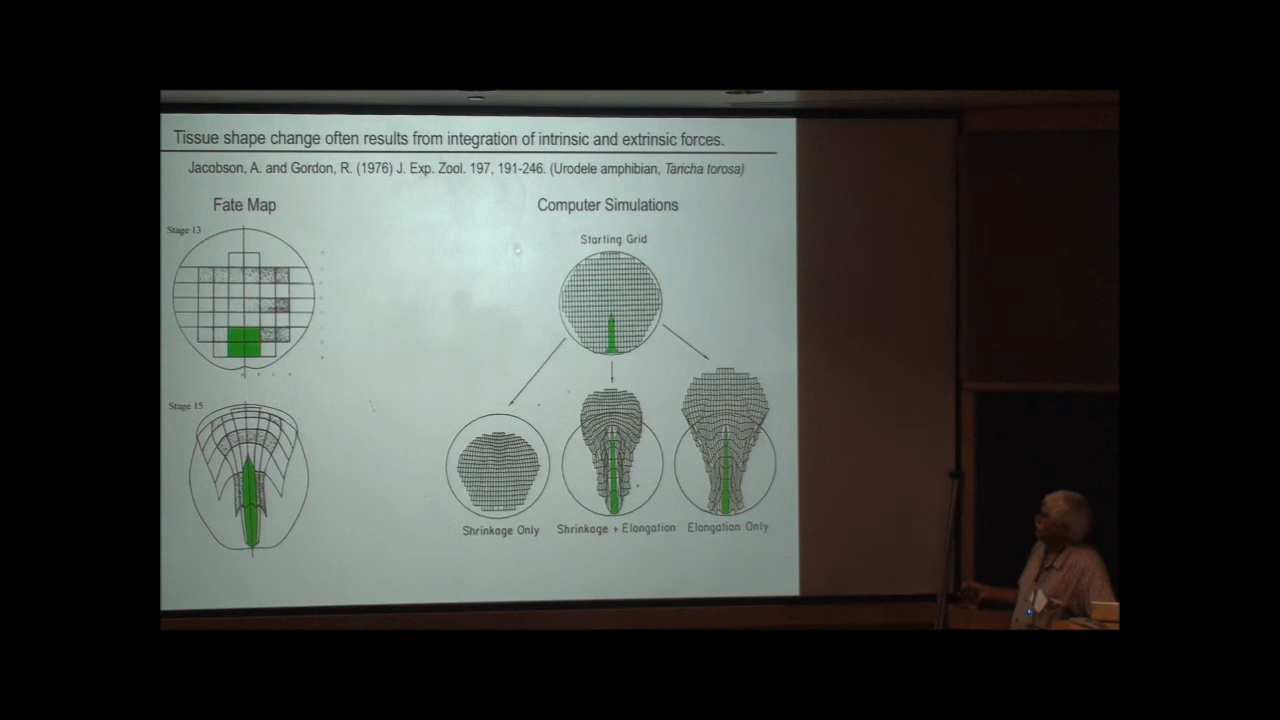 Tissue shape change often results from integration of intrinsic and extrinsic forces.
Jacobson, A. and Gordon, R. (1976) J. Exp. Zool. 197, 191-246. (Urodele amphibian, Taricha torosa)
Fate Map
Computer Simulations
Stage 13
Starting Grid
Stage 15
Shrinkage Only
Shrinkage + Elongation
Elongation Only